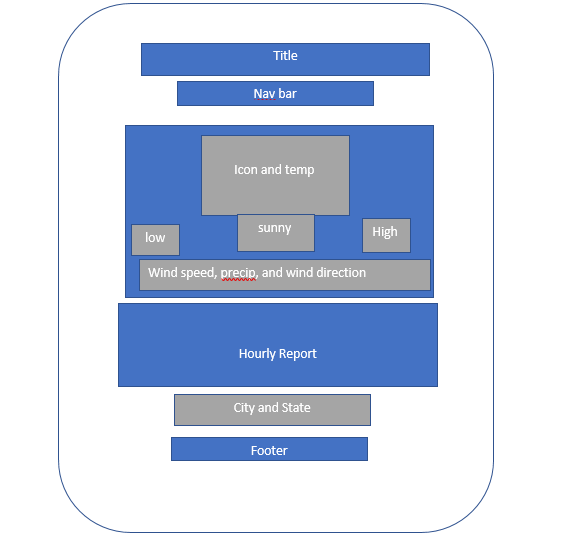 Title
Nav bar
Icon and temp
sunny
low
High
Wind speed, precip, and wind direction
Hourly Report
City and State
Footer